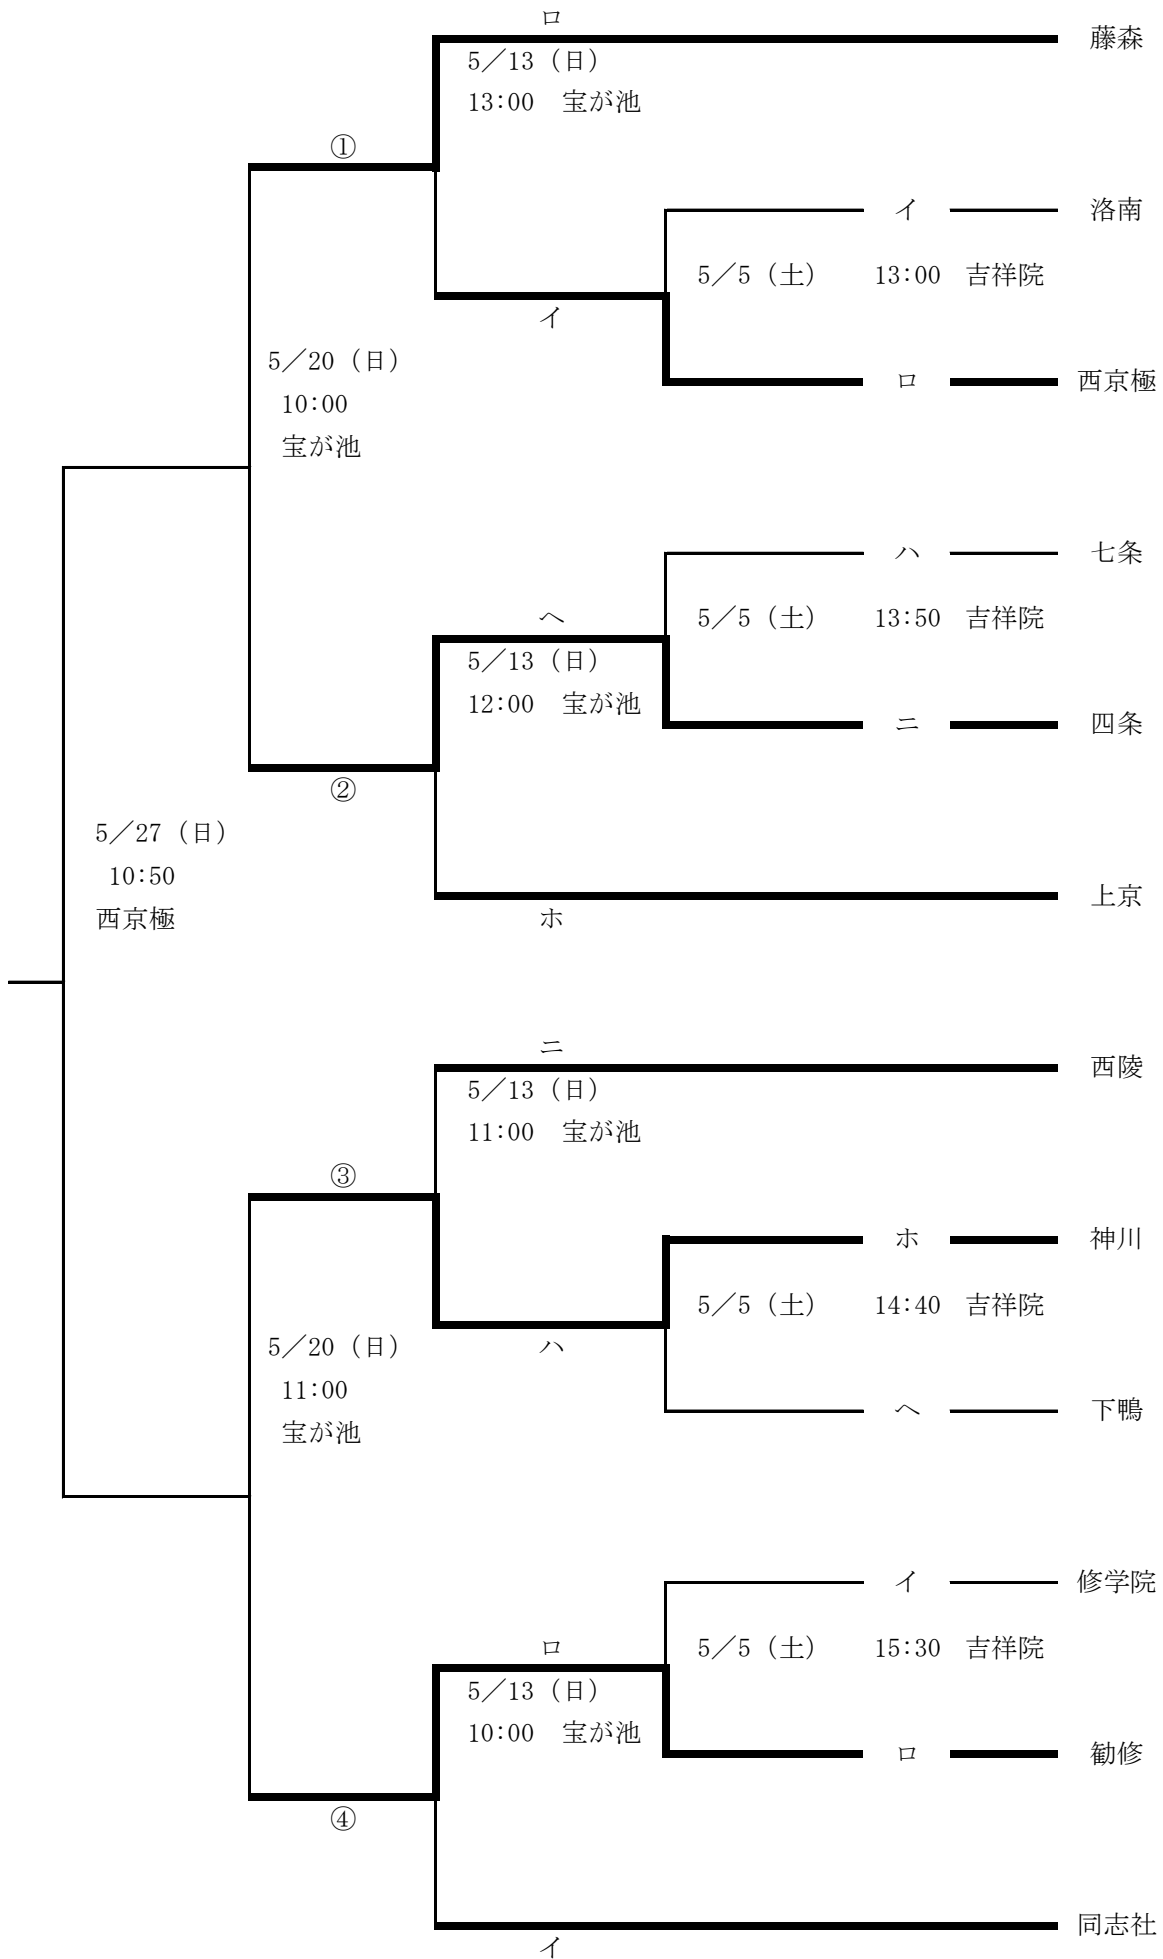 ロ
藤森
5／13（日）
13:00　宝が池
①
イ　洛南
5／5（土）　13:00　吉祥院
イ
5／20（日）
ロ　西京極
10:00
宝が池
ハ　七条
ヘ
5／5（土）　13:50　吉祥院
5／13（日）
12:00　宝が池
ニ　四条
②
5／27（日）
10:50
上京
西京極
ホ
ニ
西陵
5／13（日）
11:00　宝が池
③
ホ　神川
5／5（土）　14:40　吉祥院
5／20（日）
ハ
11:00
ヘ　下鴨
宝が池
イ　修学院
ロ
5／5（土）　15:30　吉祥院
5／13（日）
10:00　宝が池
ロ　勧修
④
同志社
イ